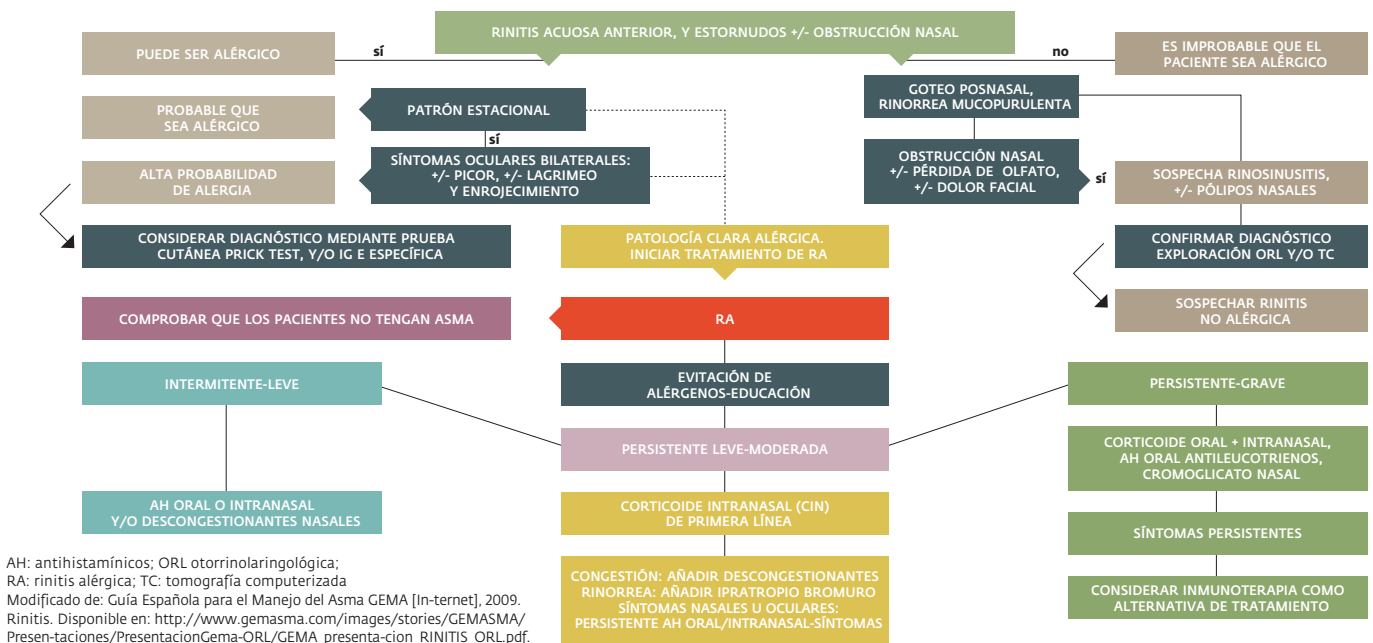 RINITIS ACUOSA ANTERIOR, Y ESTORNUDOS +/- OBSTRUCCIÓN NASAL
PUEDE SER ALÉRGICO
sí
no
ES IMPROBABLE QUE EL
PACIENTE SEA ALÉRGICO
PROBABLE QUE
SEA ALÉRGICO
PATRÓN ESTACIONAL
GOTEO POSNASAL,
RINORREA MUCOPURULENTA
sí
ALTA PROBABILIDAD
DE ALERGIA
SÍNTOMAS OCULARES BILATERALES:
+/- PICOR, +/- LAGRIMEO
Y ENROJECIMIENTO
OBSTRUCCIÓN NASAL
+/- PÉRDIDA DE OLFATO,
+/- DOLOR FACIAL
sí
SOSPECHA RINOSINUSITIS,
+/- PÓLIPOS NASALES
CONSIDERAR DIAGNÓSTICO MEDIANTE PRUEBA
CUTÁNEA PRICK TEST, Y/O IG E ESPECÍFICA
PATOLOGÍA CLARA ALÉRGICA.
INICIAR TRATAMIENTO DE RA
CONFIRMAR DIAGNÓSTICO
EXPLORACIÓN ORL Y/O TC
COMPROBAR QUE LOS PACIENTES NO TENGAN ASMA
RA
SOSPECHAR RINITIS
NO ALÉRGICA
INTERMITENTE-LEVE
EVITACIÓN DE
ALÉRGENOS-EDUCACIÓN
PERSISTENTE-GRAVE
PERSISTENTE LEVE-MODERADA
CORTICOIDE ORAL + INTRANASAL,
AH ORAL ANTILEUCOTRIENOS,
CROMOGLICATO NASAL
AH ORAL O INTRANASAL
Y/O DESCONGESTIONANTES NASALES
CORTICOIDE INTRANASAL (CIN)
DE PRIMERA LÍNEA
SÍNTOMAS PERSISTENTES
CONGESTIÓN: AÑADIR DESCONGESTIONANTES
RINORREA: AÑADIR IPRATROPIO BROMURO
SÍNTOMAS NASALES U OCULARES:
PERSISTENTE AH ORAL/INTRANASAL-SÍNTOMAS
CONSIDERAR INMUNOTERAPIA COMO
ALTERNATIVA DE TRATAMIENTO
AH: antihistamínicos; ORL otorrinolaringológica;
RA: rinitis alérgica; TC: tomografía computerizada
Modificado de: Guía Española para el Manejo del Asma GEMA [In-ternet], 2009.
Rinitis. Disponible en: http://www.gemasma.com/images/stories/GEMASMA/
Presen-taciones/PresentacionGema-ORL/GEMA_presenta-cion_RINITIS_ORL.pdf.